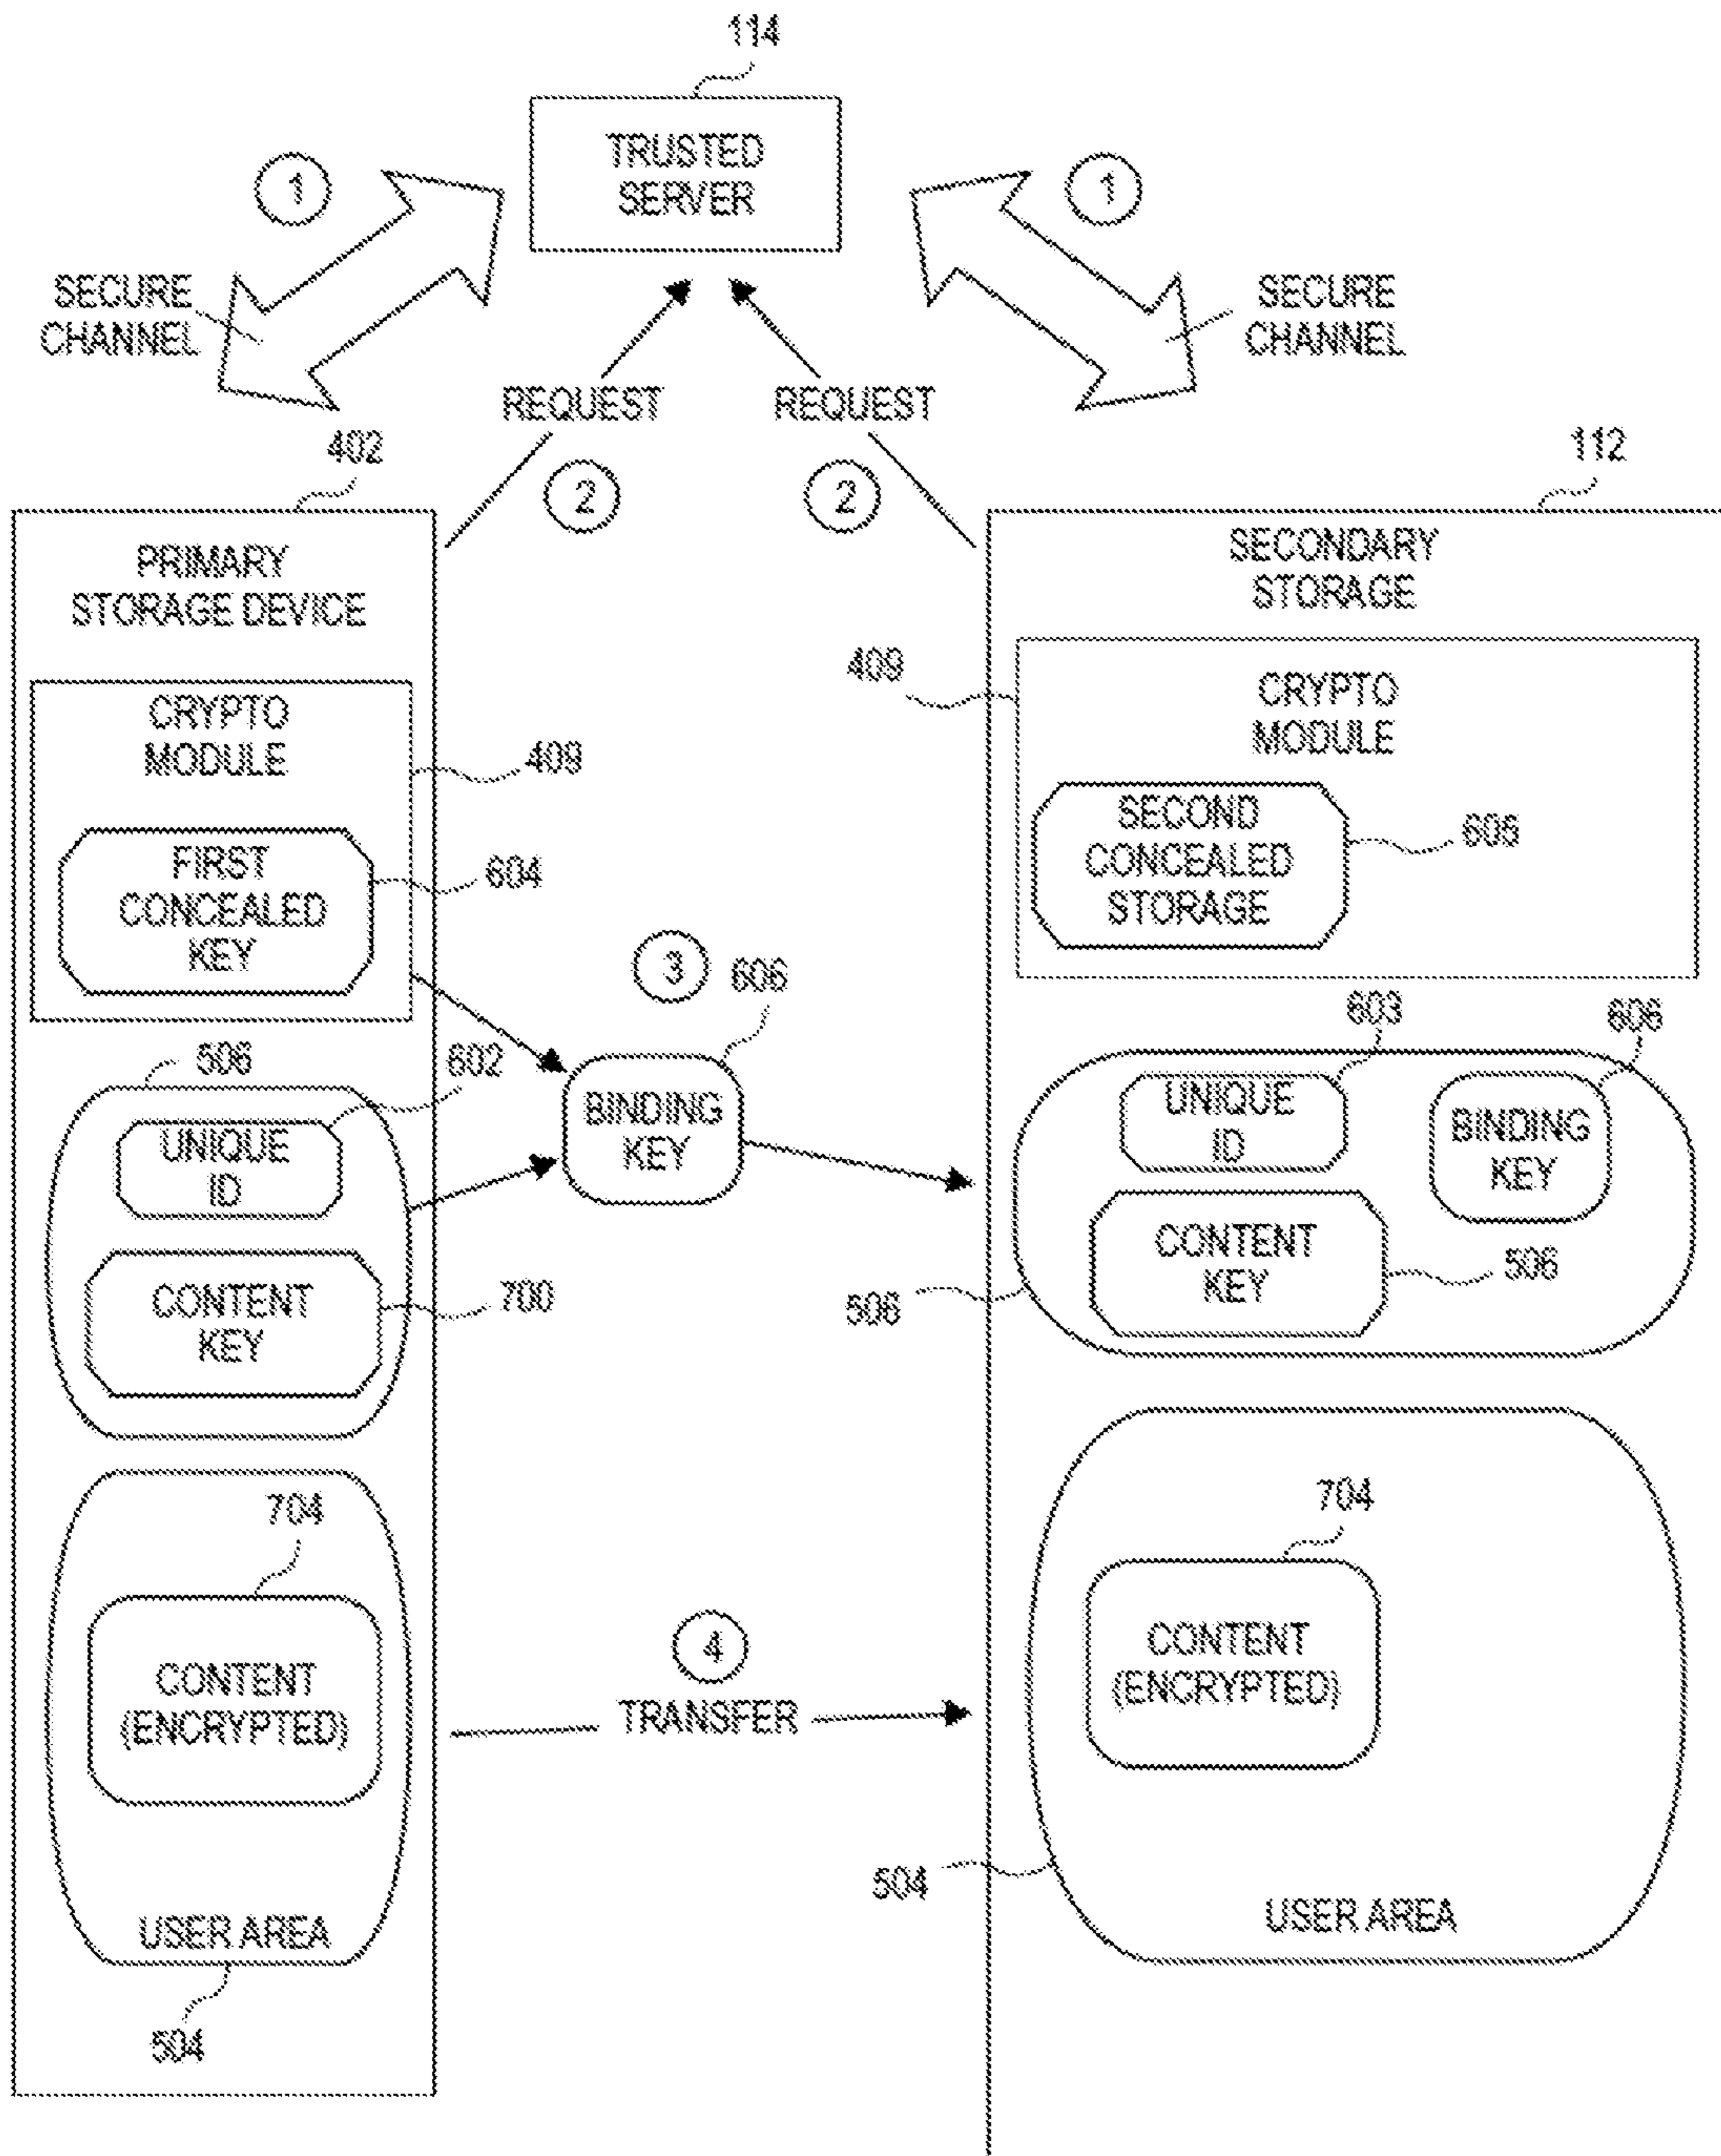 114
TRUSTED
SERVER
1
1
SECURE
CHANNEL
SECURE
CHANNEL
REQUEST
REQUEST
2
2
402
PRIMARY
STORAGE DEVICE
CRYPTO
MODULE
409
FIRST
CONCEALED
KEY
604
506
602
UNIQUE
ID
CONTENT
KEY
700
704
CONTENT
(ENCRYPTED)
USER AREA
504
3
606
BINDING
KEY
4
TRANSFER
112
SECONDARY
STORAGE
409
CRYPTO
MODULE
SECOND
CONCEALED
STORAGE
603
606
UNIQUE
ID
BINDING
KEY
CONTENT
KEY
506
506
704
CONTENT
(ENCRYPTED)
504
USER AREA